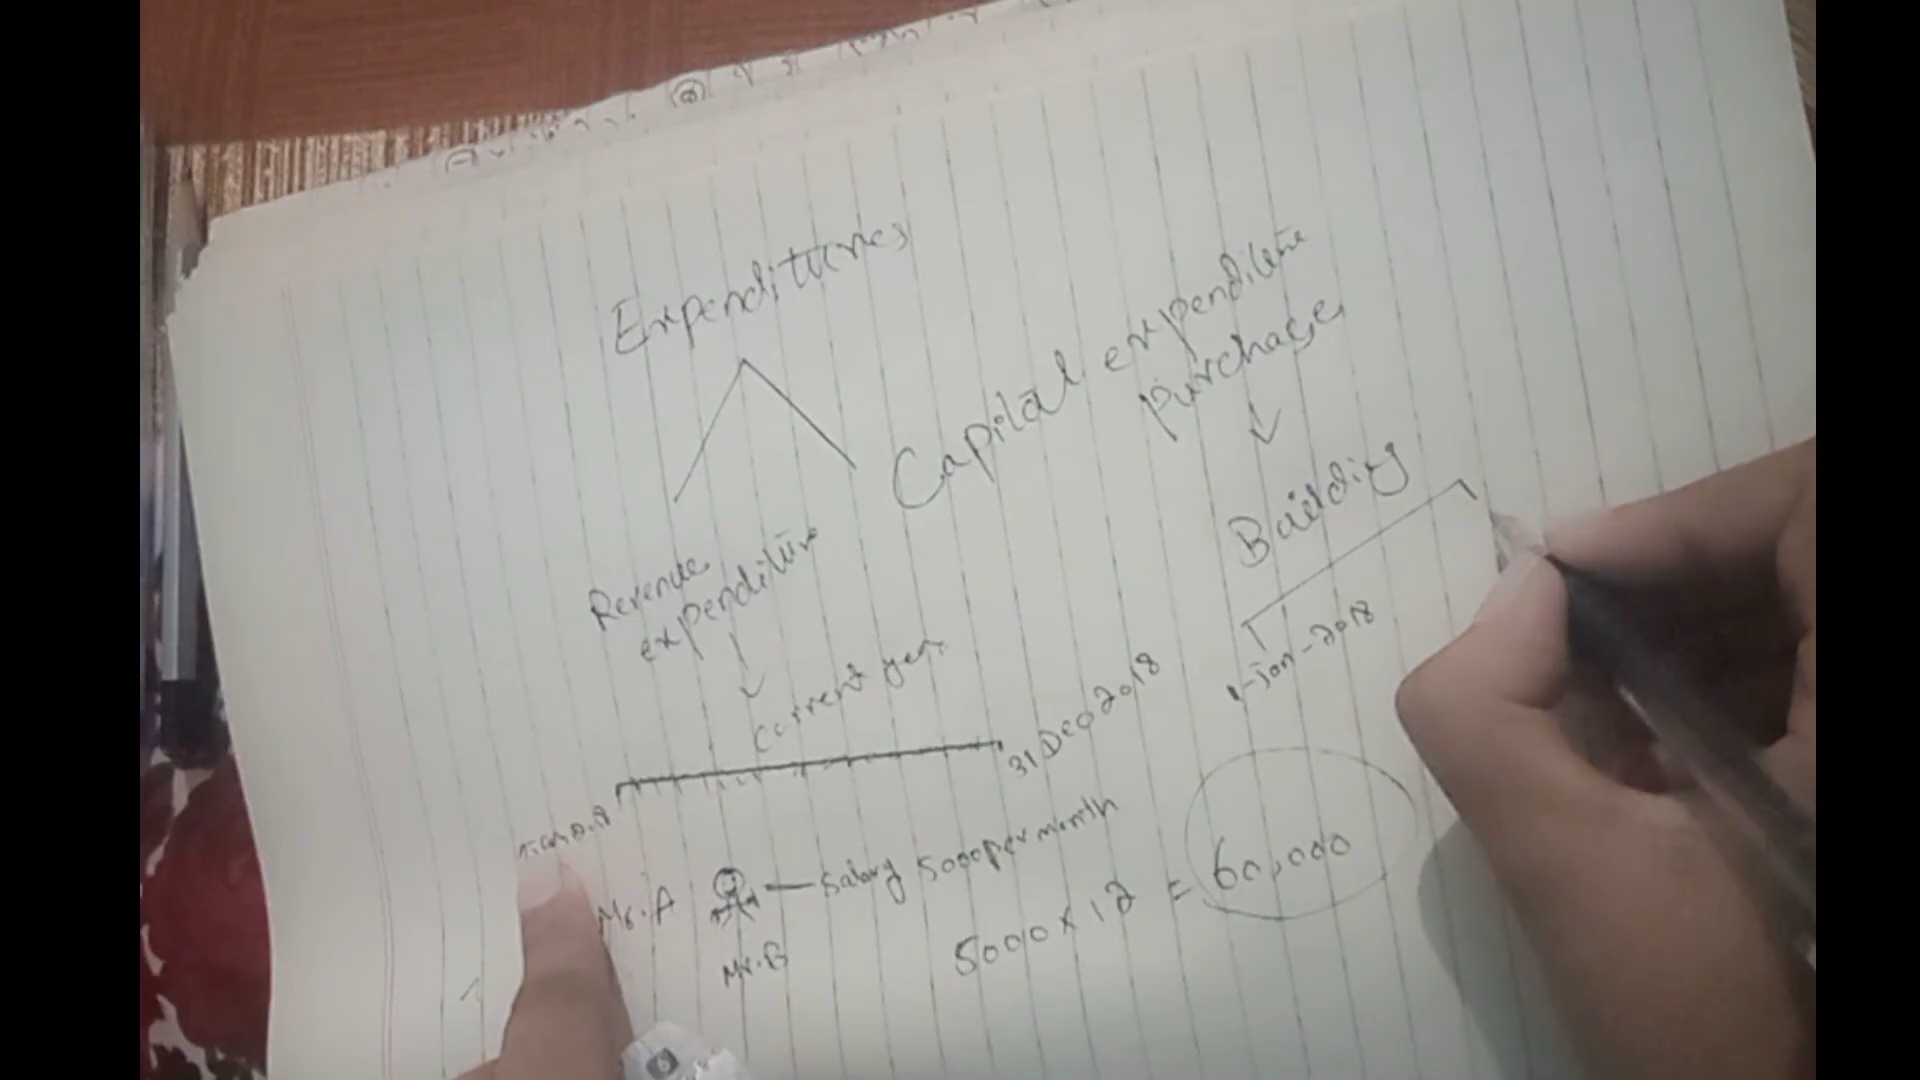 Expenditures
Capital expenditure
purchase
Building
1-jan-2018
Revenue
expenditure
current year
31 Dec 2018
Mr. A
salary 5000 per month
Mr. B
5000 x 12 = 60,000